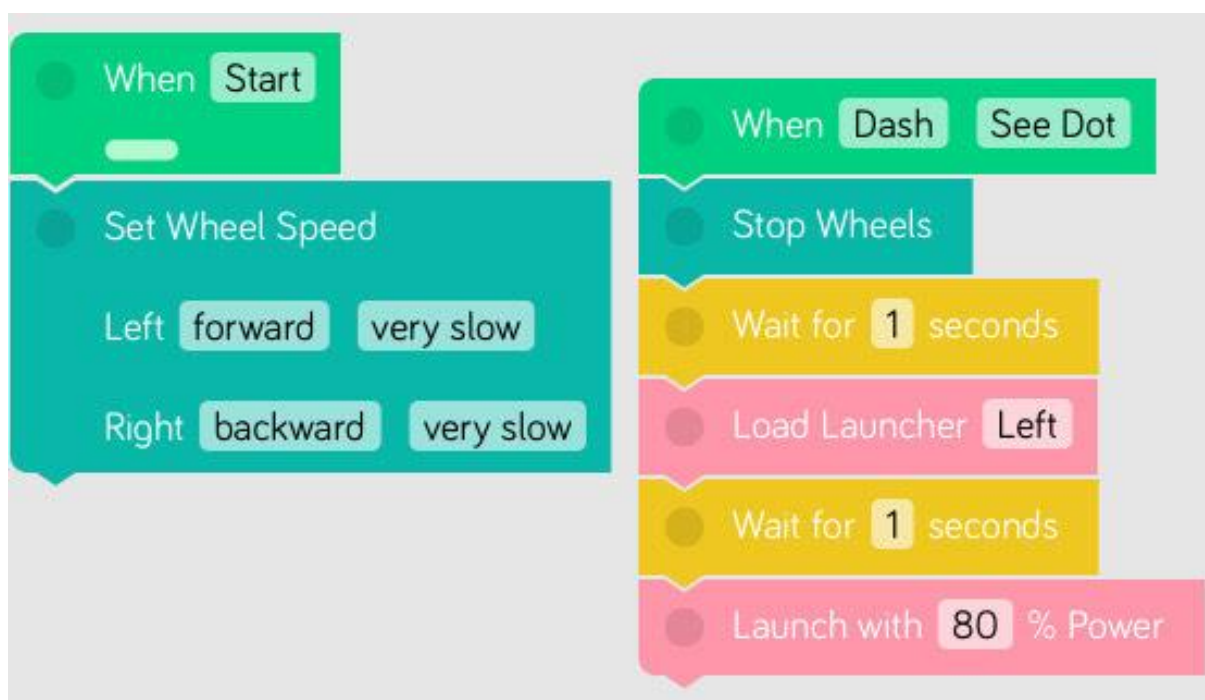 When Start
Set Wheel Speed
Left forward very slow
Right backward very slow
When Dash See Dot
Stop Wheels
Wait for 1 seconds
Load Launcher Left
Wait for 1 seconds
Launch with 80 % Power